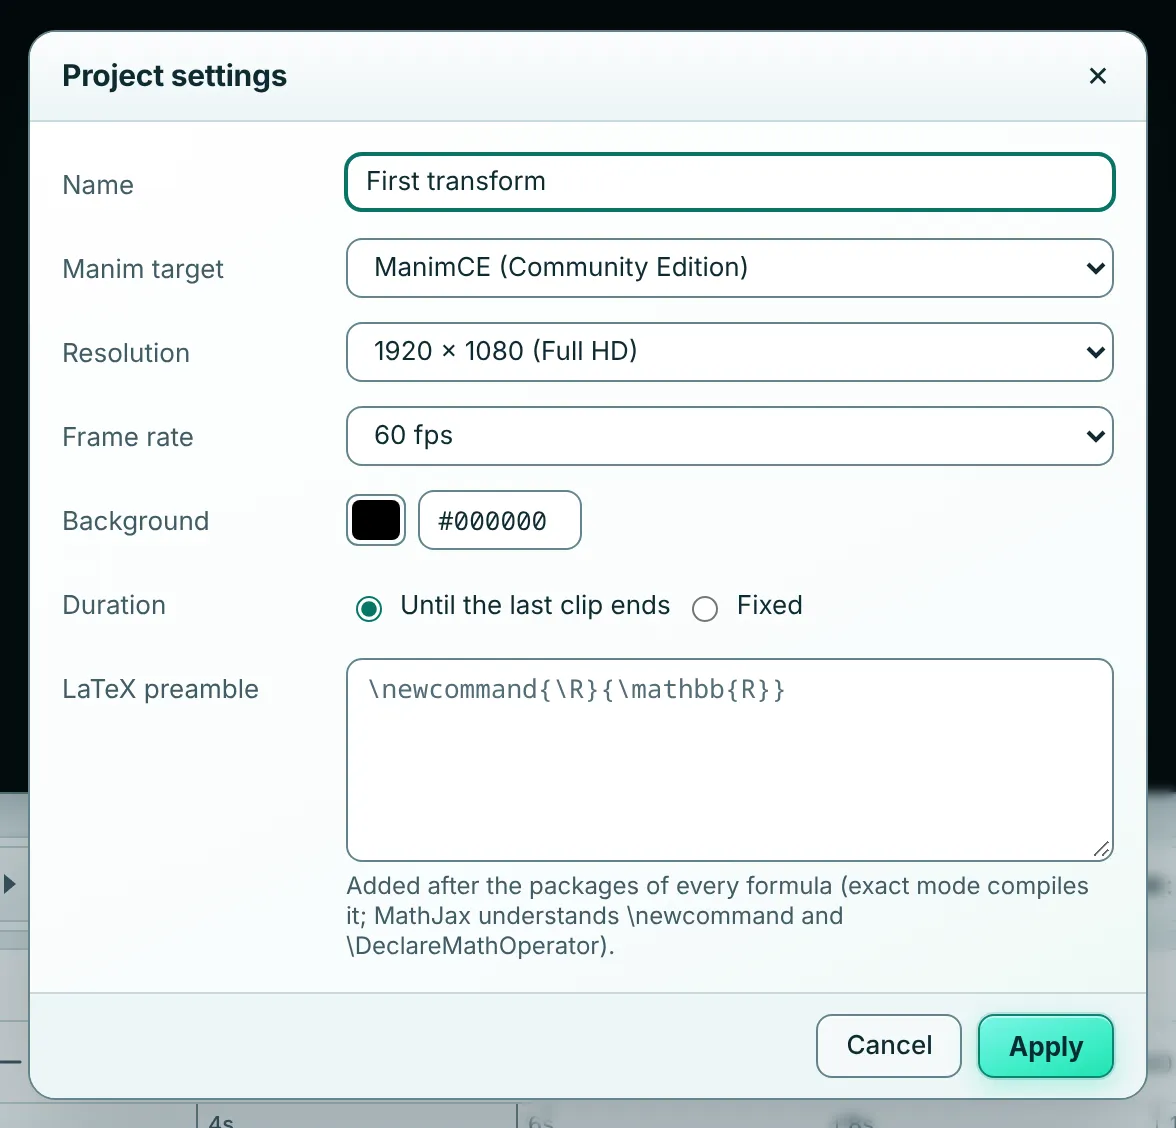 Project settings
Name
First transform
Manim target
ManimCE (Community Edition)
Resolution
1920 × 1080 (Full HD)
Frame rate
60 fps
Background
#000000
Duration
Until the last clip ends
Fixed
LaTeX preamble
\newcommand{\R}{\mathbb{R}}
Added after the packages of every formula (exact mode compiles
it; MathJax understands \newcommand and
\DeclareMathOperator).
Cancel
Apply
4s
6s